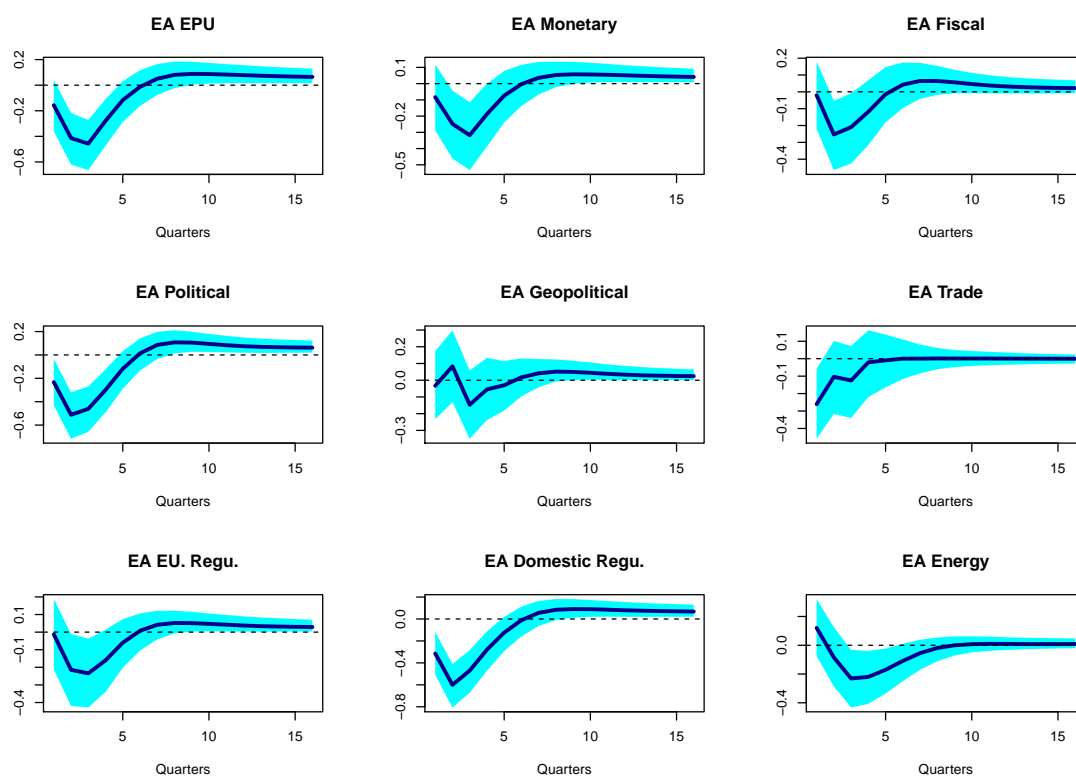 EA EPU
0.2
-0.2
-0.6
5
10
15
Quarters
EA Monetary
0.1
-0.2
-0.5
5
10
15
Quarters
EA Fiscal
0.2
-0.1
-0.4
5
10
15
Quarters
EA Political
0.2
-0.2
-0.6
5
10
15
Quarters
EA Geopolitical
0.2
0.0
-0.3
5
10
15
Quarters
EA Trade
0.1
-0.1
-0.4
5
10
15
Quarters
EA EU. Regu.
0.1
-0.1
-0.4
5
10
15
Quarters
EA Domestic Regu.
0.0
-0.4
-0.8
5
10
15
Quarters
EA Energy
0.0
-0.4
5
10
15
Quarters